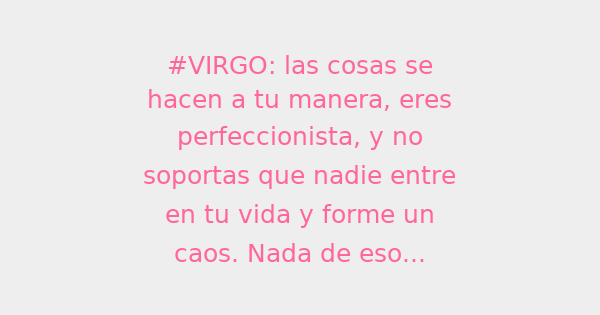 #VIRGO: las cosas se
hacen a tu manera, eres
perfeccionista, y no
soportas que nadie entre
en tu vida y forme un
caos. Nada de eso...